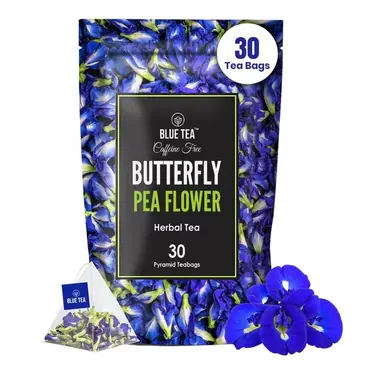 30
Tea Bags
BLUE TEA™
Caffeine Free
BUTTERFLY
PEA FLOWER
Herbal Tea
30
Pyramid Teabags
BLUE TEA